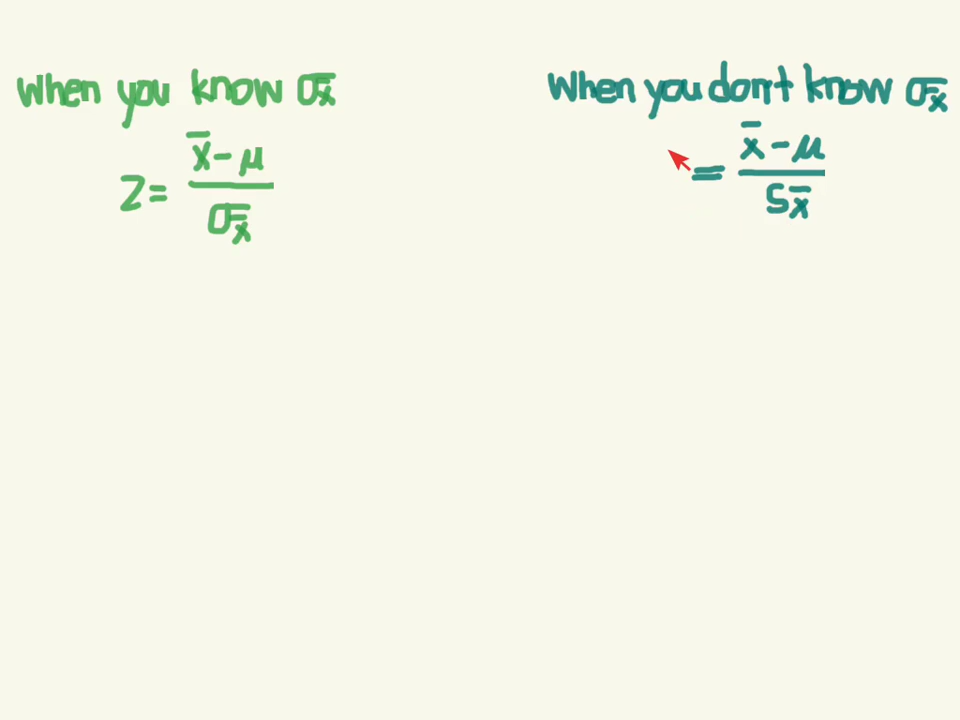 when you know σx̄
z = x̄ - μ / σx̄
when you don't know σx̄
= x̄ - μ / sx̄